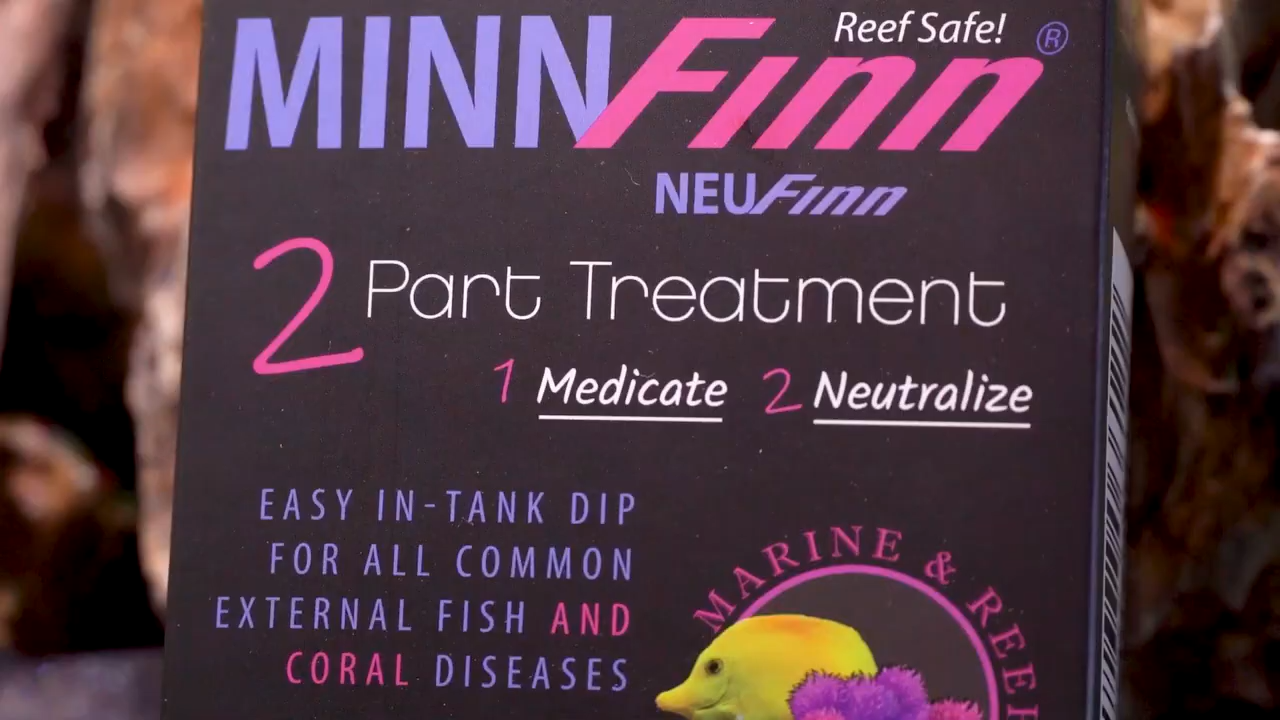 Reef Safe!
MINNFinn®
NEUFinn
2 Part Treatment
1 Medicate 2 Neutralize
EASY IN-TANK DIP
FOR ALL COMMON
EXTERNAL FISH AND
CORAL DISEASES
MARINE & REEF